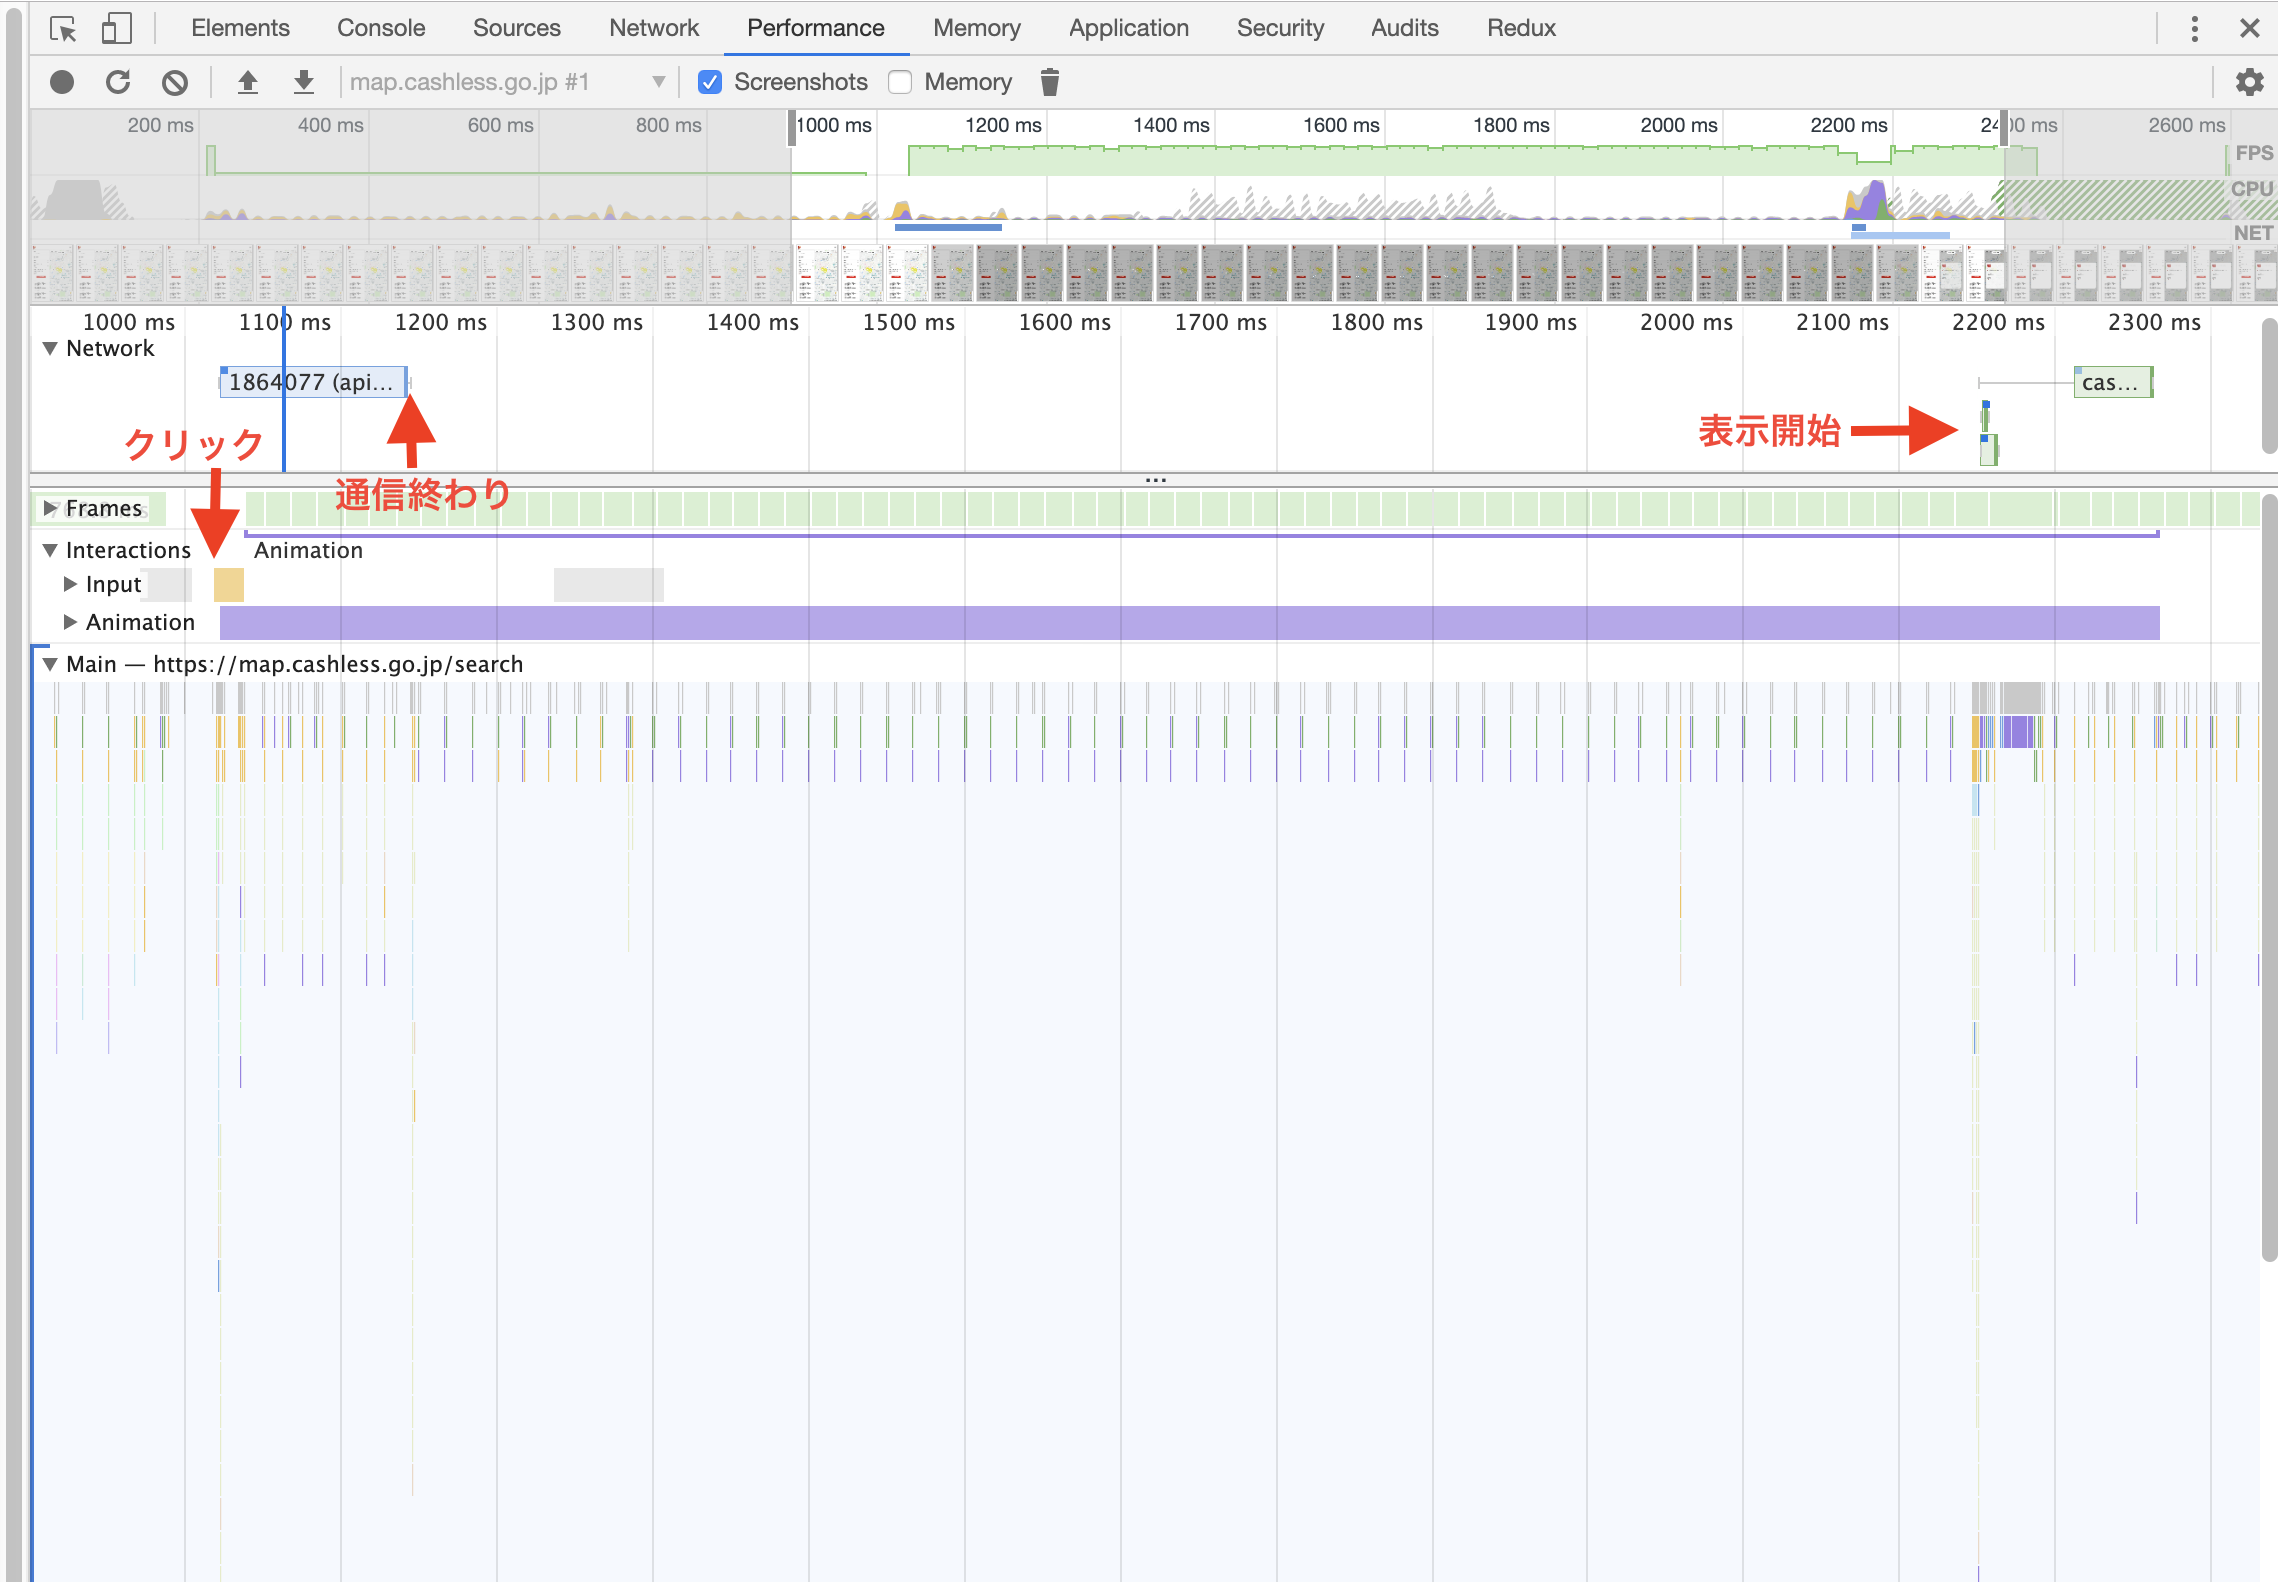 Elements Console Sources Network Performance Memory Application Security Audits Redux
map.cashless.go.jp #1 Screenshots Memory
200 ms 400 ms 600 ms 800 ms 1000 ms 1200 ms 1400 ms 1600 ms 1800 ms 2000 ms 2200 ms 2400 ms 2600 ms
FPS
CPU
NET
1000 ms 1100 ms 1200 ms 1300 ms 1400 ms 1500 ms 1600 ms 1700 ms 1800 ms 1900 ms 2000 ms 2100 ms 2200 ms 2300 ms
Network
1864077 (api... cas...
クリック 表示開始
通信終わり
...
Frames
Interactions Animation
Input
Animation
Main — https://map.cashless.go.jp/search